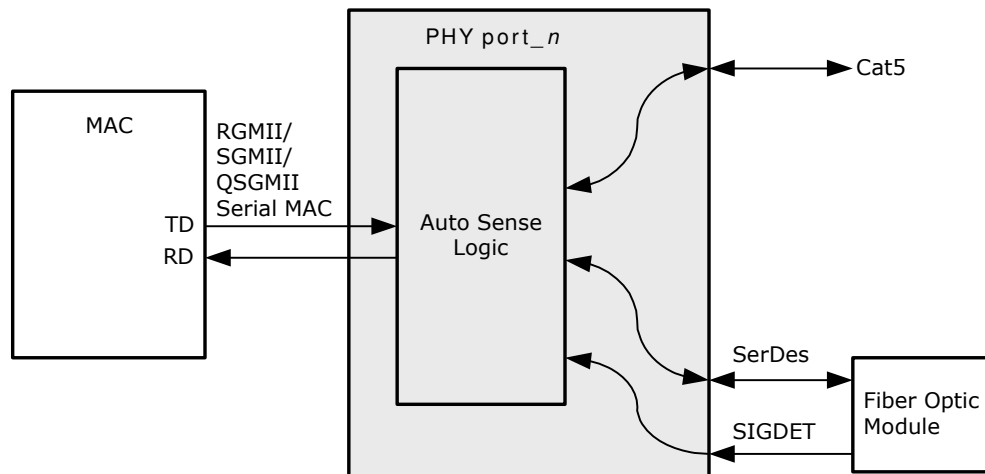 PHY port_n
Cat5
MAC
RGMII/
SGMII/
QSGMII
Serial MAC
TD
RD
Auto Sense
Logic
SerDes
SIGDET
Fiber Optic
Module